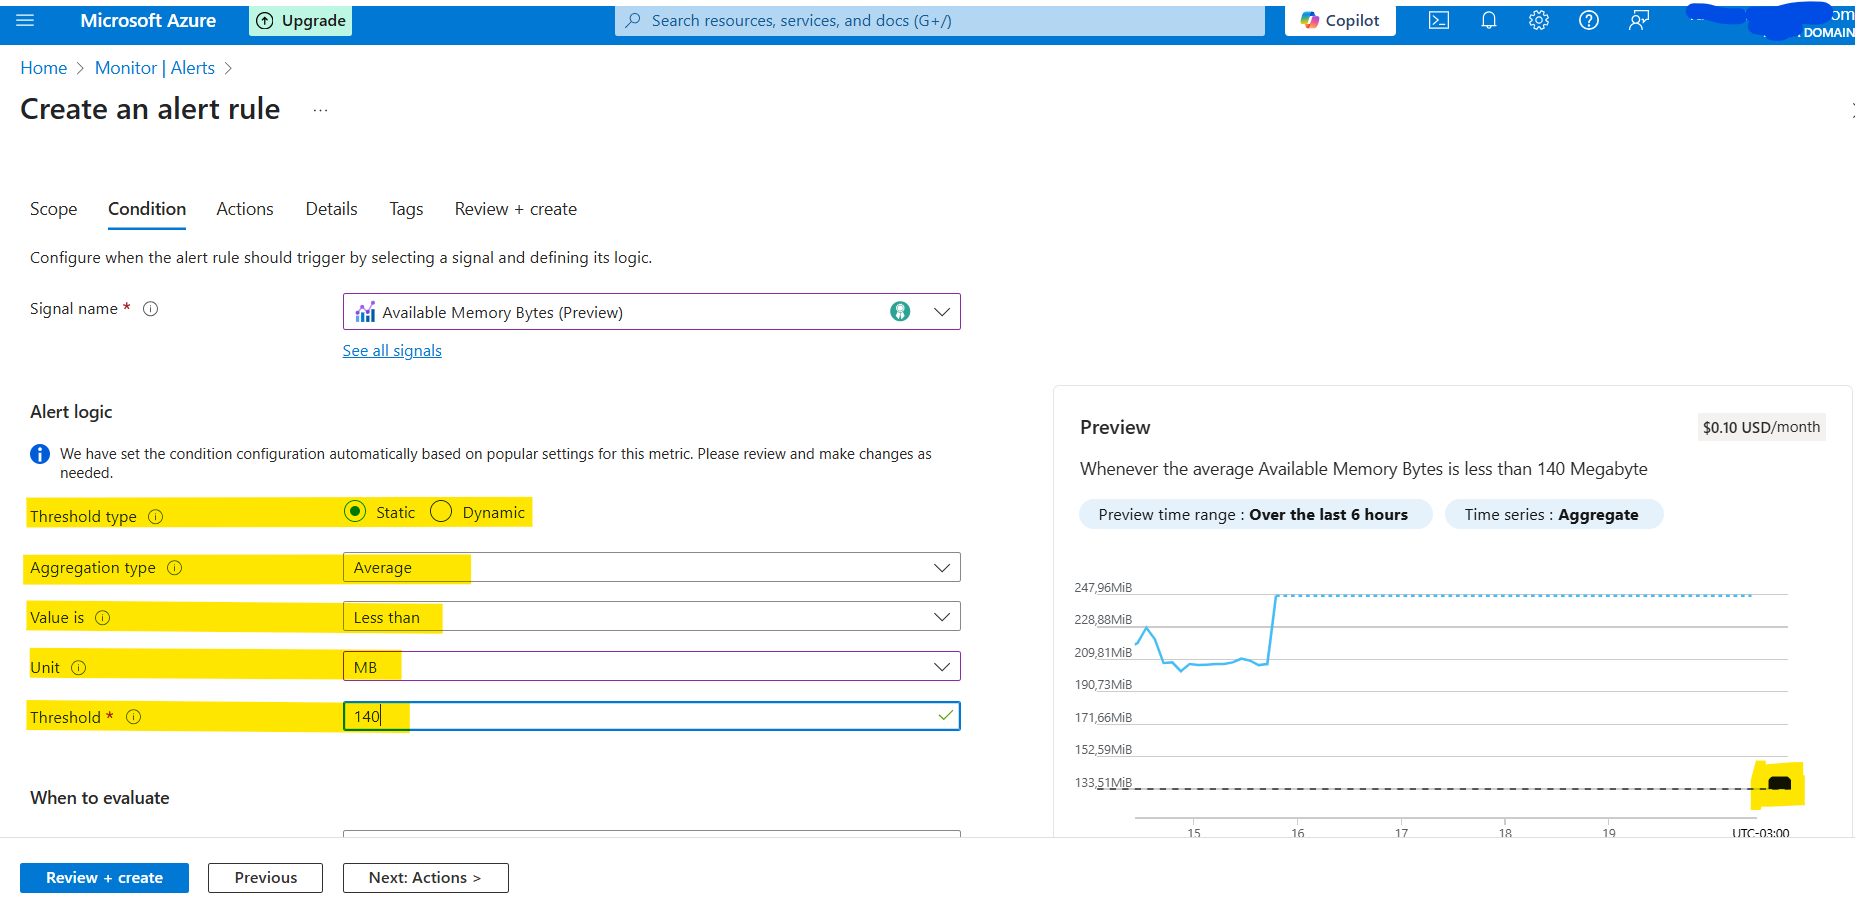 Microsoft Azure
Upgrade
Search resources, services, and docs (G+/)
Copilot
om
DOMAIN
Home > Monitor | Alerts >
Create an alert rule ...
Scope Condition Actions Details Tags Review + create
Configure when the alert rule should trigger by selecting a signal and defining its logic.
Signal name *
Available Memory Bytes (Preview)
See all signals
Alert logic
We have set the condition configuration automatically based on popular settings for this metric. Please review and make changes as
needed.
Threshold type Static Dynamic
Aggregation type Average
Value is Less than
Unit MB
Threshold * 140
When to evaluate
Preview
$0.10 USD/month
Whenever the average Available Memory Bytes is less than 140 Megabyte
Preview time range : Over the last 6 hours
Time series : Aggregate
247,96MiB
228,88MiB
209,81MiB
190,73MiB
171,66MiB
152,59MiB
133,51MiB
15 16 17 18 19 UTC-03:00
Review + create
Previous
Next: Actions >